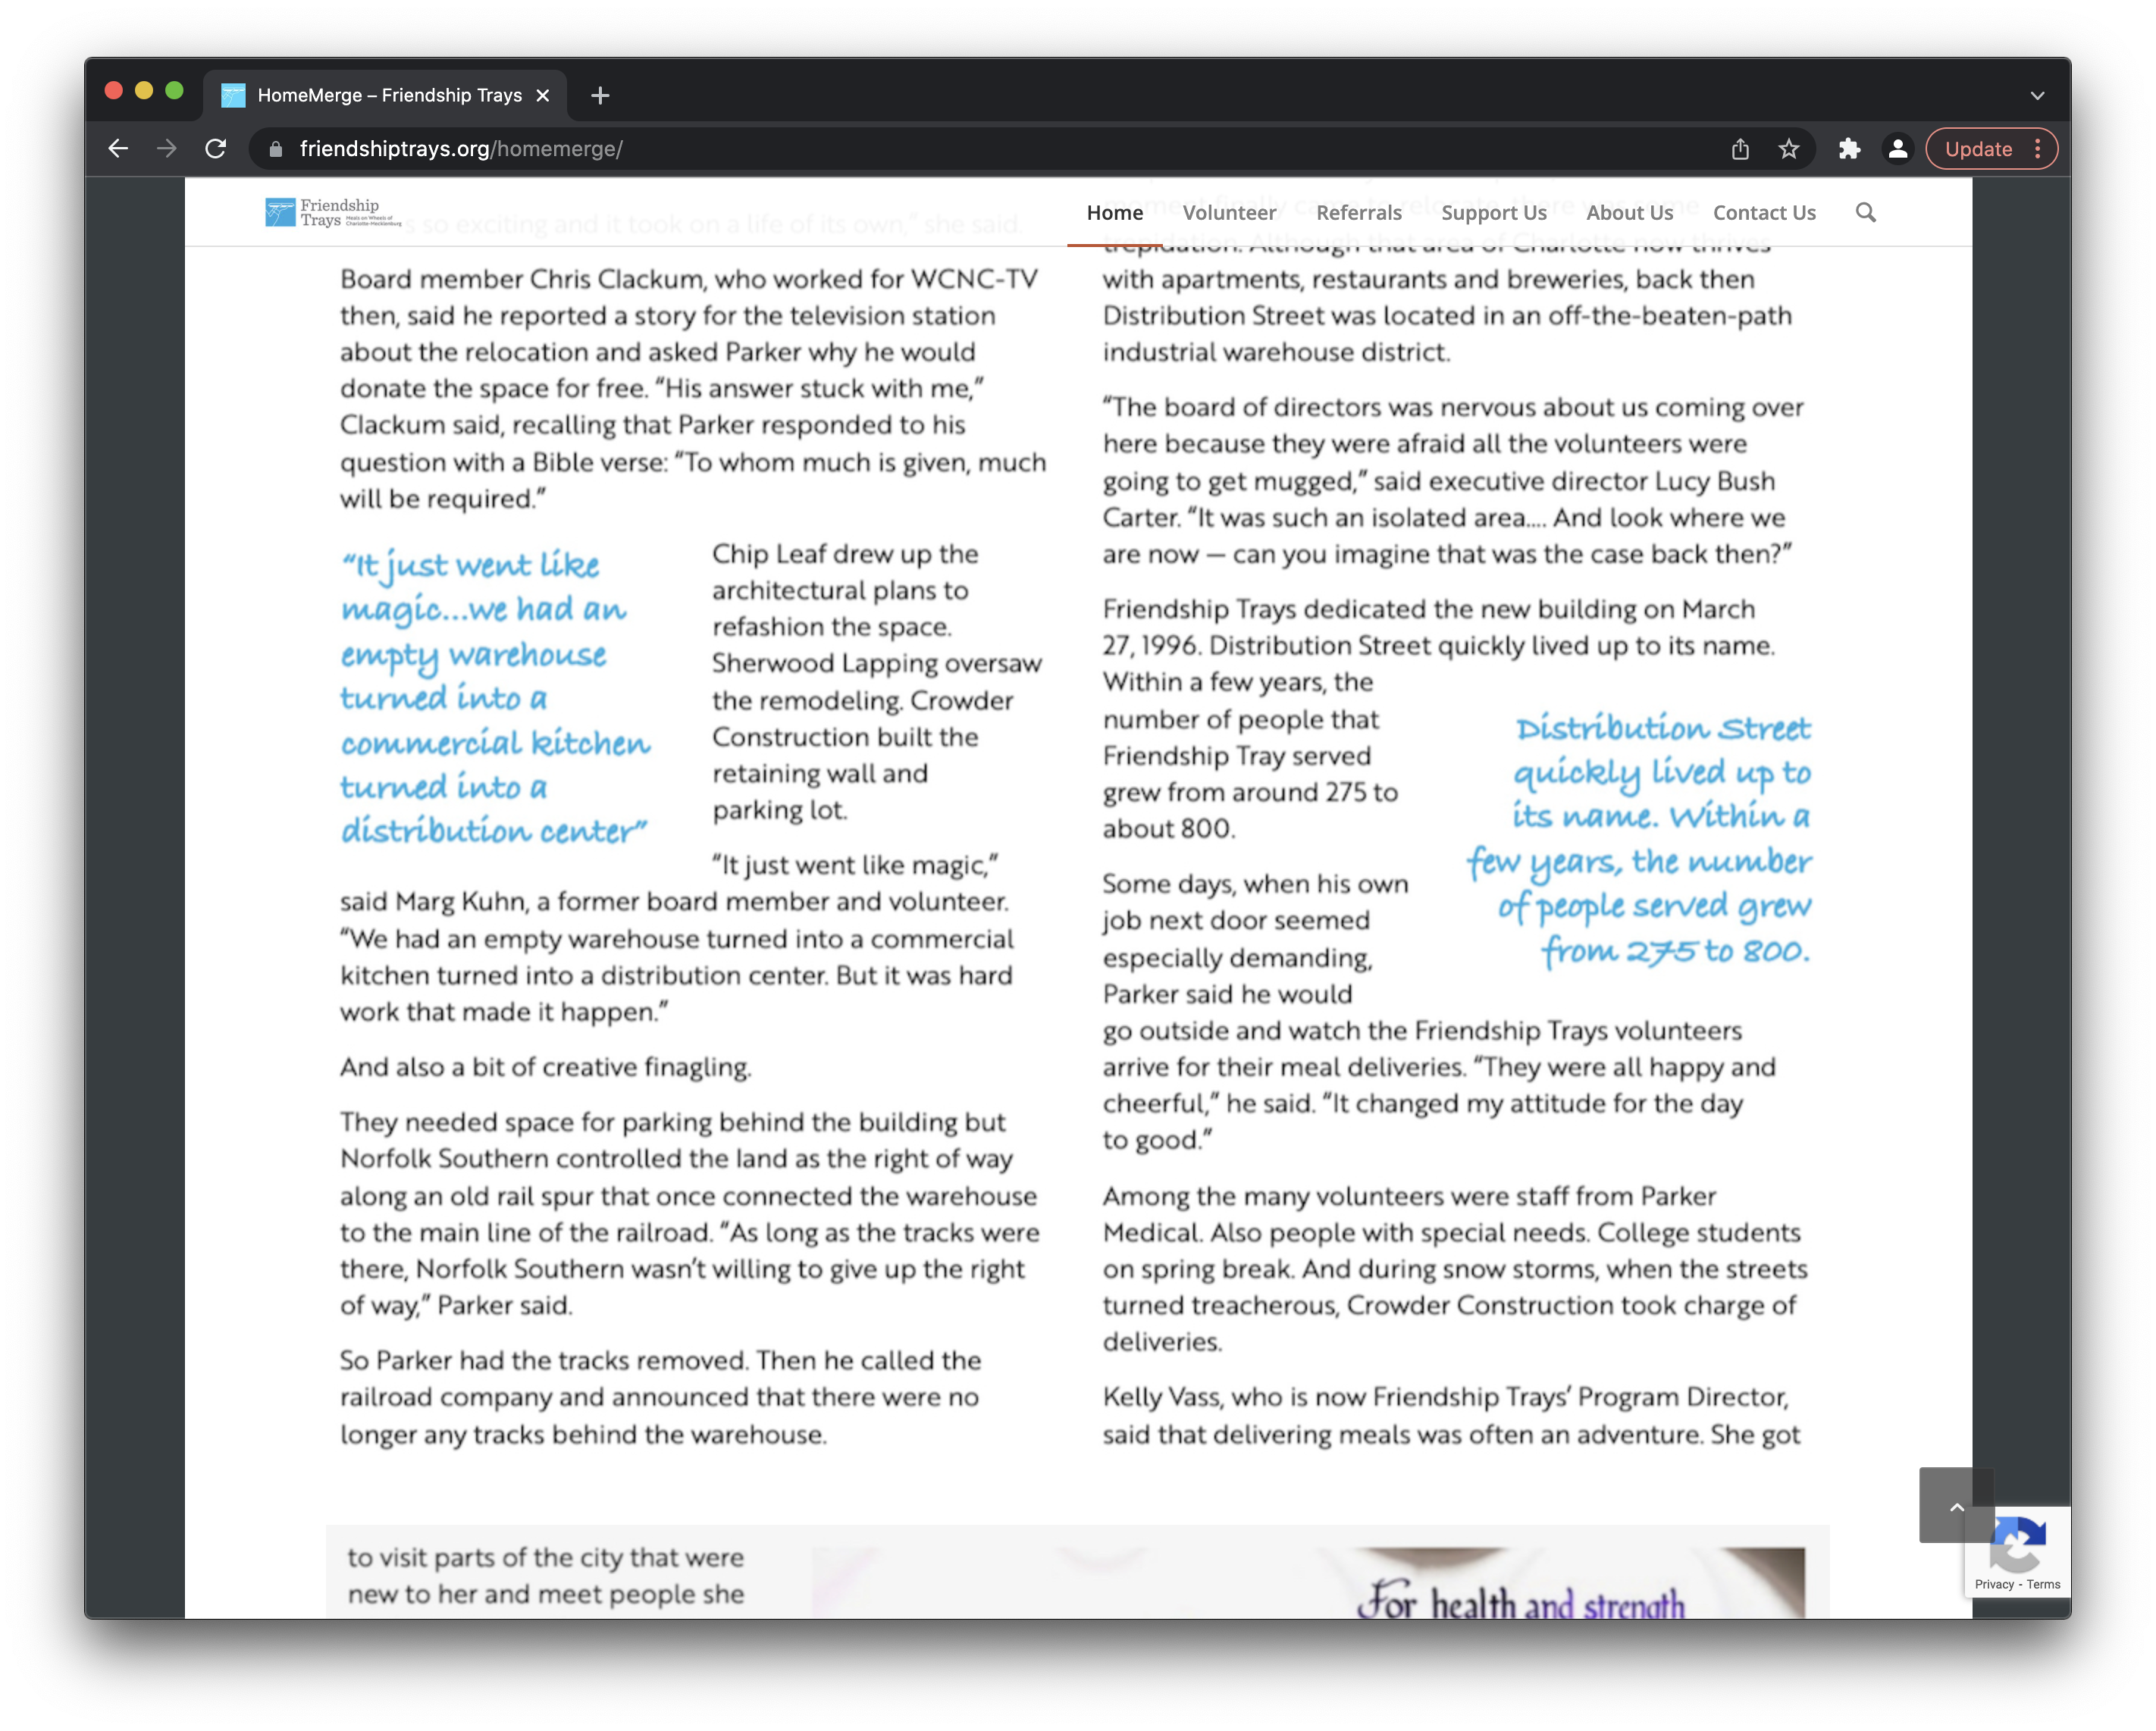 HomeMerge – Friendship Trays
friendshiptrays.org/homemerge/
Update
Friendship
Trays
Meals on Wheels of
Charlotte-Mecklenburg
Home
Volunteer
Referrals
Support Us
About Us
Contact Us
s so exciting and it took on a life of its own,” she said.
Board member Chris Clackum, who worked for WCNC-TV
then, said he reported a story for the television station
about the relocation and asked Parker why he would
donate the space for free. “His answer stuck with me,”
Clackum said, recalling that Parker responded to his
question with a Bible verse: “To whom much is given, much
will be required.”
“It just went like
magic...we had an
empty warehouse
turned into a
commercial kitchen
turned into a
distribution center”
Chip Leaf drew up the
architectural plans to
refashion the space.
Sherwood Lapping oversaw
the remodeling. Crowder
Construction built the
retaining wall and
parking lot.
“It just went like magic,”
said Marg Kuhn, a former board member and volunteer.
“We had an empty warehouse turned into a commercial
kitchen turned into a distribution center. But it was hard
work that made it happen.”
And also a bit of creative finagling.
They needed space for parking behind the building but
Norfolk Southern controlled the land as the right of way
along an old rail spur that once connected the warehouse
to the main line of the railroad. “As long as the tracks were
there, Norfolk Southern wasn’t willing to give up the right
of way,” Parker said.
So Parker had the tracks removed. Then he called the
railroad company and announced that there were no
longer any tracks behind the warehouse.
moment finally came to relocate, there was some
trepidation. Although that area of Charlotte now thrives
with apartments, restaurants and breweries, back then
Distribution Street was located in an off-the-beaten-path
industrial warehouse district.
“The board of directors was nervous about us coming over
here because they were afraid all the volunteers were
going to get mugged,” said executive director Lucy Bush
Carter. “It was such an isolated area.... And look where we
are now — can you imagine that was the case back then?”
Friendship Trays dedicated the new building on March
27, 1996. Distribution Street quickly lived up to its name.
Within a few years, the
number of people that
Friendship Tray served
grew from around 275 to
about 800.
Distribution Street
quickly lived up to
its name. Within a
few years, the number
of people served grew
from 275 to 800.
Some days, when his own
job next door seemed
especially demanding,
Parker said he would
go outside and watch the Friendship Trays volunteers
arrive for their meal deliveries. “They were all happy and
cheerful,” he said. “It changed my attitude for the day
to good.”
Among the many volunteers were staff from Parker
Medical. Also people with special needs. College students
on spring break. And during snow storms, when the streets
turned treacherous, Crowder Construction took charge of
deliveries.
Kelly Vass, who is now Friendship Trays’ Program Director,
said that delivering meals was often an adventure. She got
to visit parts of the city that were
new to her and meet people she
For health and strength
Privacy - Terms